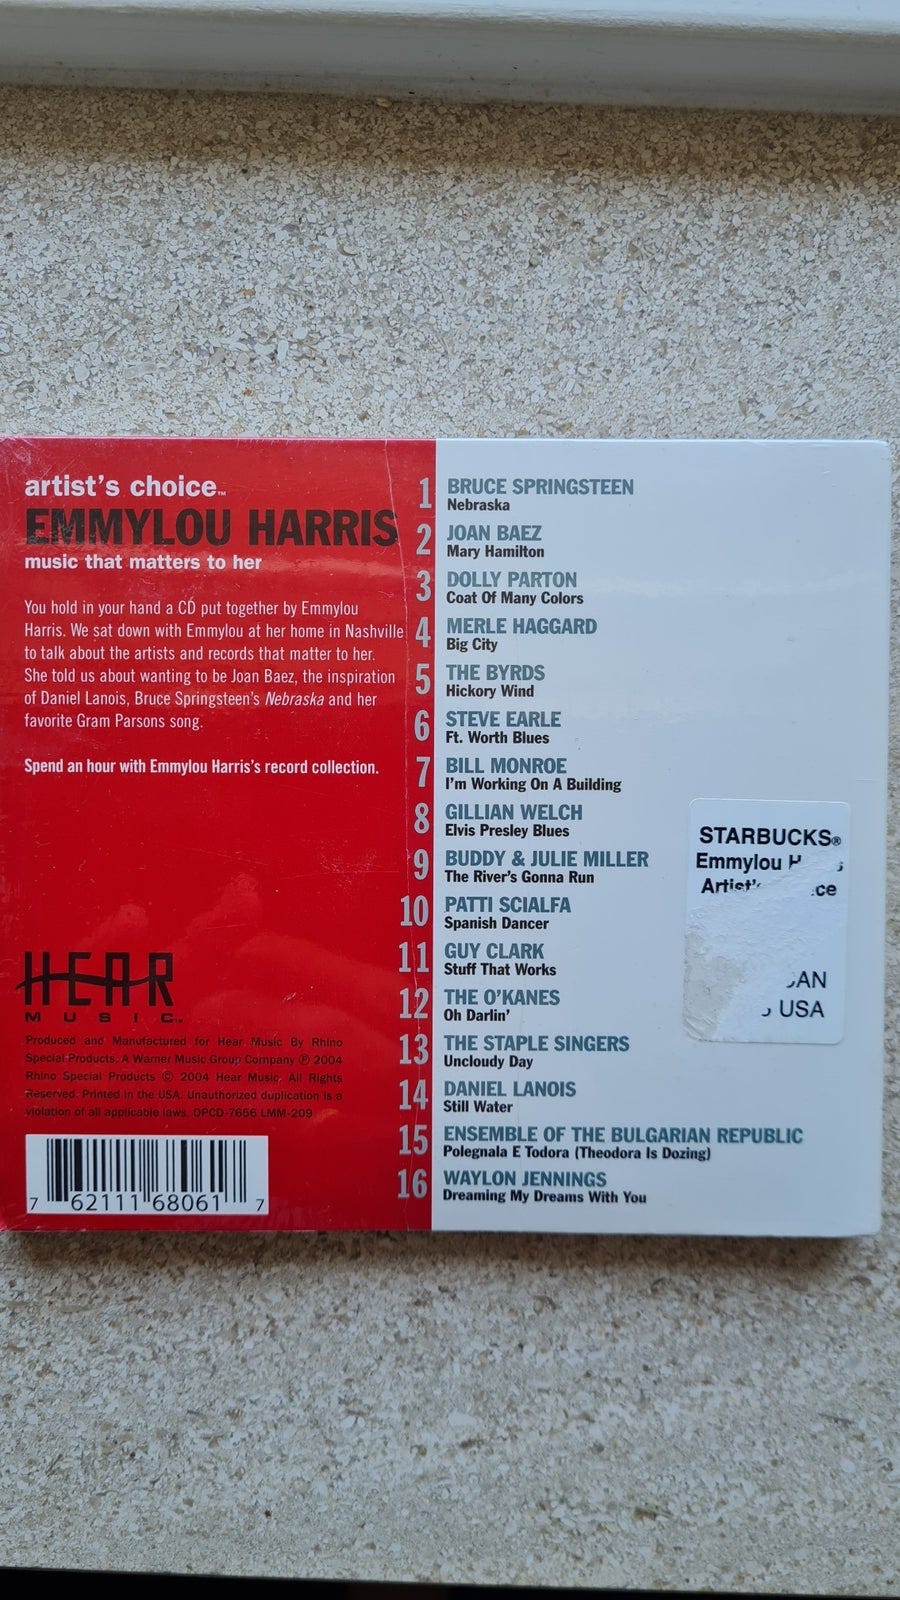 artist's choice™
EMMYLOU HARRIS
music that matters to her
You hold in your hand a CD put together by Emmylou
Harris. We sat down with Emmylou at her home in Nashville
to talk about the artists and records that matter to her.
She told us about wanting to be Joan Baez, the inspiration
of Daniel Lanois, Bruce Springsteen's Nebraska and her
favorite Gram Parsons song.
Spend an hour with Emmylou Harris's record collection.
HEAR
MUSIC™
Produced and Manufactured for Hear Music By Rhino
Special Products. A Warner Music Group Company ℗ 2004
Rhino Special Products © 2004 Hear Music. All Rights
Reserved. Printed in the USA. Unauthorized duplication is a
violation of all applicable laws. OPCD-7656 LMM-209
7 62111 68061 7
1 BRUCE SPRINGSTEEN
Nebraska
2 JOAN BAEZ
Mary Hamilton
3 DOLLY PARTON
Coat Of Many Colors
4 MERLE HAGGARD
Big City
5 THE BYRDS
Hickory Wind
6 STEVE EARLE
Ft. Worth Blues
7 BILL MONROE
I'm Working On A Building
8 GILLIAN WELCH
Elvis Presley Blues
9 BUDDY & JULIE MILLER
The River's Gonna Run
10 PATTI SCIALFA
Spanish Dancer
11 GUY CLARK
Stuff That Works
12 THE O'KANES
Oh Darlin'
13 THE STAPLE SINGERS
Uncloudy Day
14 DANIEL LANOIS
Still Water
15 ENSEMBLE OF THE BULGARIAN REPUBLIC
Polegnala E Todora (Theodora Is Dozing)
16 WAYLON JENNINGS
Dreaming My Dreams With You
STARBUCKS®
Emmylou
Artist's
USA